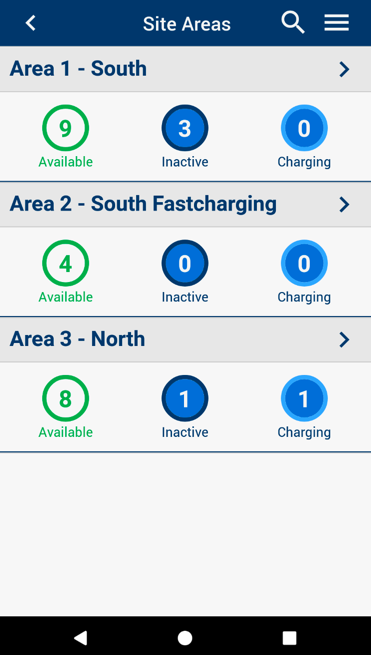 Site Areas
Area 1 - South
9 3 0
Available Inactive Charging
Area 2 - South Fastcharging
4 0 0
Available Inactive Charging
Area 3 - North
8 1 1
Available Inactive Charging